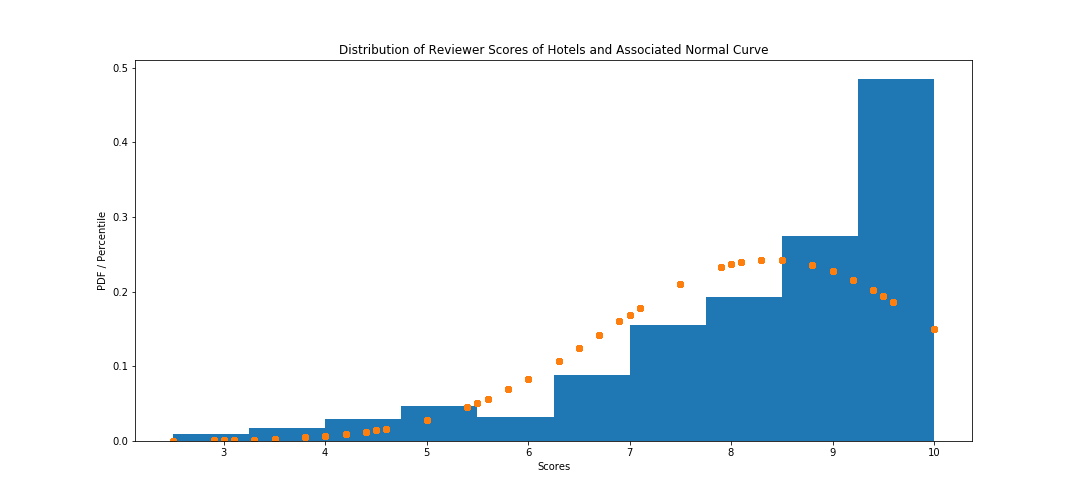 Distribution of Reviewer Scores of Hotels and Associated Normal Curve
0.5
0.4
0.3
0.2
0.1
0.0
PDF / Percentile
3 4 5 6 7 8 9 10
Scores